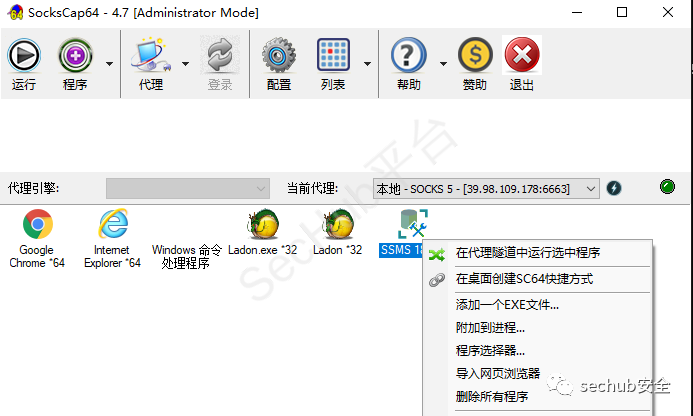 SocksCap64 - 4.7 [Administrator Mode]
运行 程序 代理 登录 配置 列表 帮助 赞助 退出
代理引擎: 当前代理: 本地 - SOCKS 5 - [39.98.109.178:6663]
Google Chrome *64
Internet Explorer *64
Windows 命令处理程序
Ladon.exe *32
Ladon *32
SSMS
在代理隧道中运行选中程序
在桌面创建SC64快捷方式
添加一个EXE文件...
附加到进程...
程序选择器...
导入网页浏览器
删除所有程序
SecHub平台
sechub安全